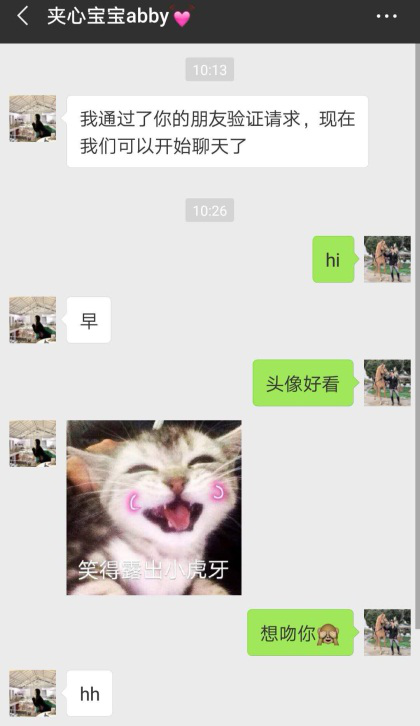 夹心宝宝abby💕
10:13
我通过了你的朋友验证请求，现在
我们可以开始聊天了
10:26
hi
早
头像好看
笑得露出小虎牙
想吻你🙈
hh